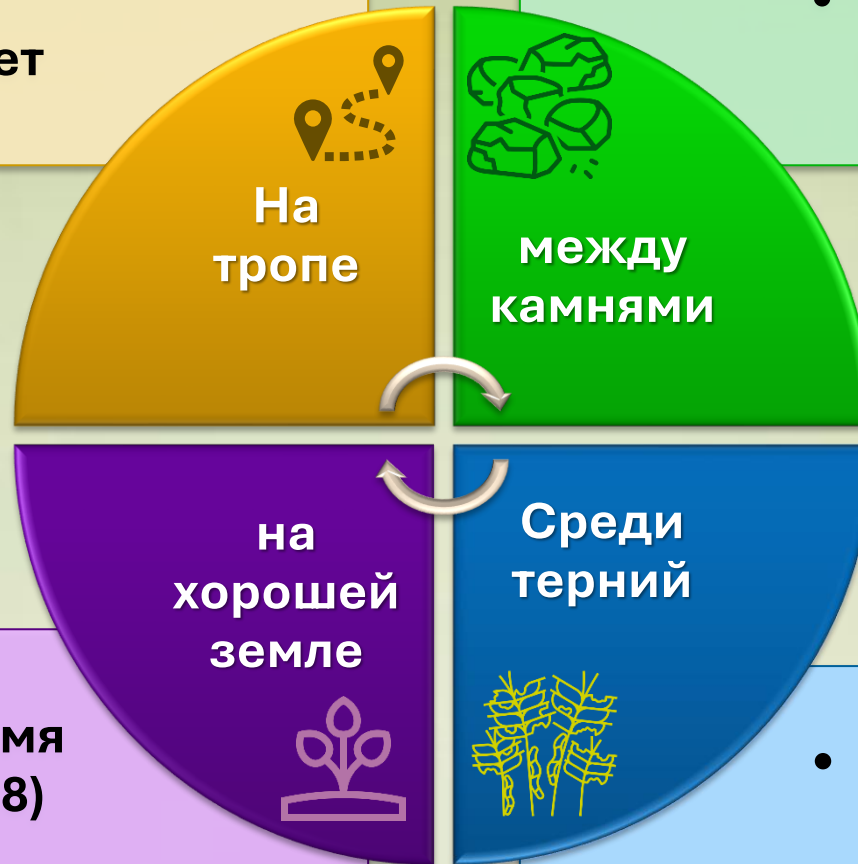 ет
На
тропе
между
камнями
на
хорошей
земле
Среди
терний
мя
8)